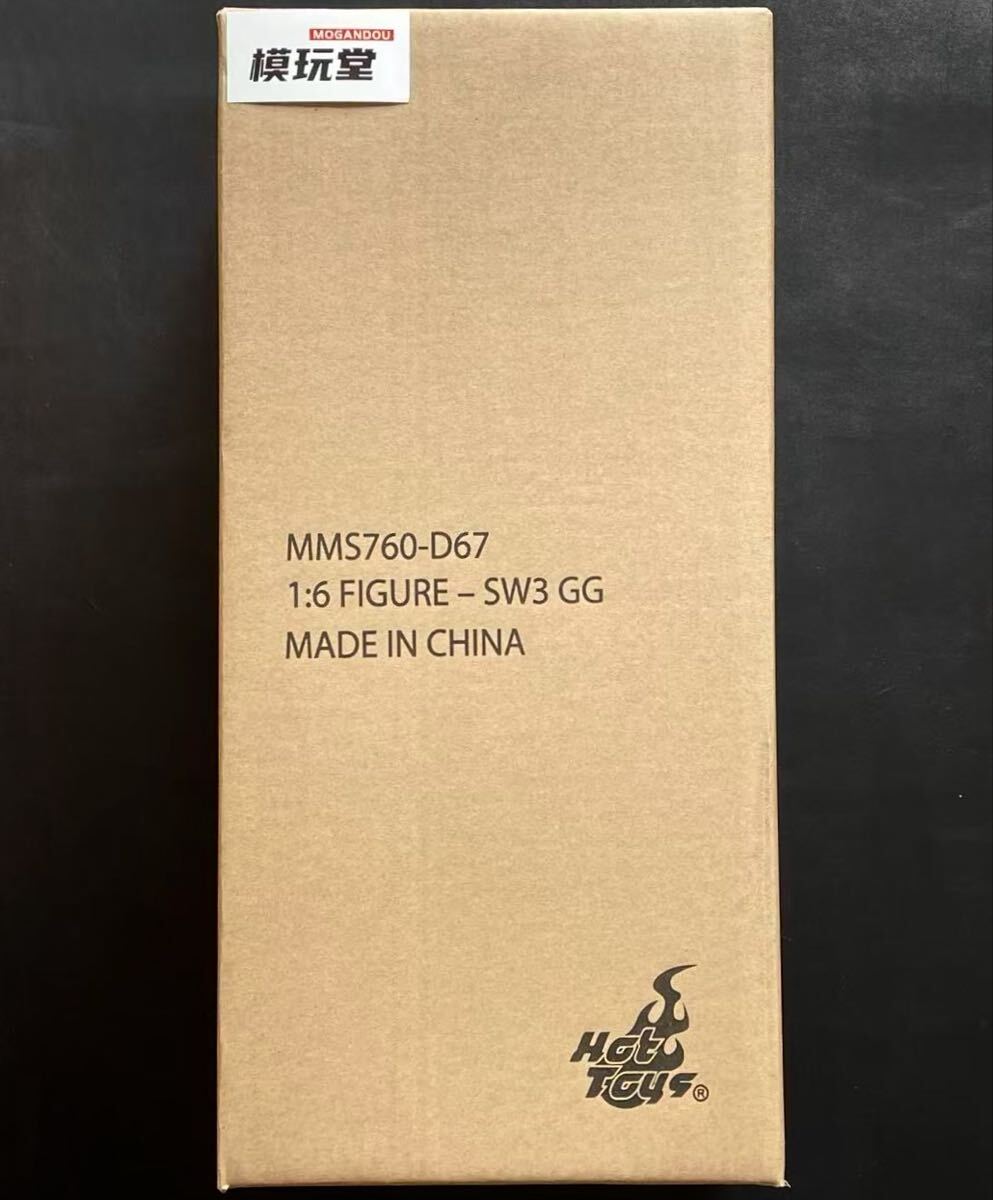 MOGANDOU
模玩堂
MMS760-D67
1:6 FIGURE – SW3 GG
MADE IN CHINA
Hot
Toys®